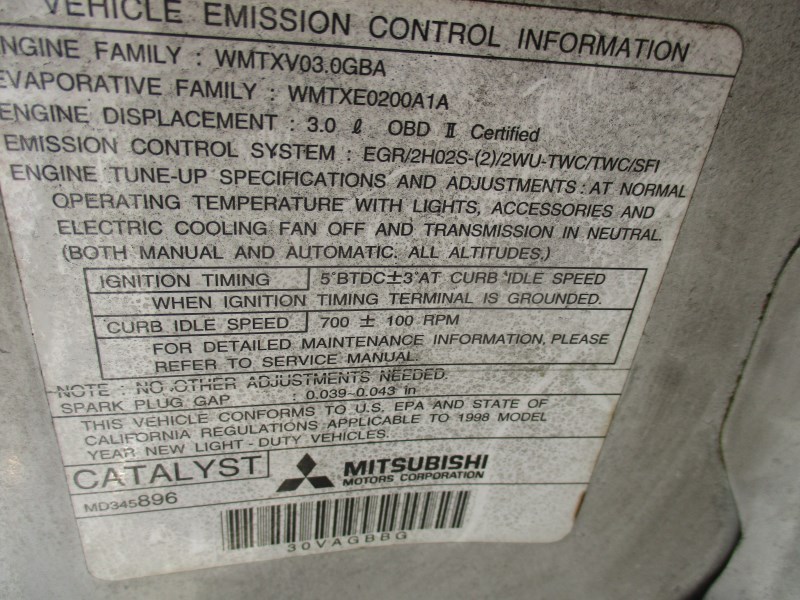 VEHICLE EMISSION CONTROL INFORMATION
ENGINE FAMILY : WMTXV03.0GBA
EVAPORATIVE FAMILY : WMTXE0200A1A
ENGINE DISPLACEMENT : 3.0 ℓ OBD Ⅱ Certified
EMISSION CONTROL SYSTEM : EGR/2H02S-(2)/2WU-TWC/TWC/SFI
ENGINE TUNE-UP SPECIFICATIONS AND ADJUSTMENTS : AT NORMAL
OPERATING TEMPERATURE WITH LIGHTS, ACCESSORIES AND
ELECTRIC COOLING FAN OFF AND TRANSMISSION IN NEUTRAL.
(BOTH MANUAL AND AUTOMATIC. ALL ALTITUDES.)
IGNITION TIMING 5°BTDC±3°AT CURB IDLE SPEED
WHEN IGNITION TIMING TERMINAL IS GROUNDED.
CURB IDLE SPEED 700 ± 100 RPM
FOR DETAILED MAINTENANCE INFORMATION, PLEASE
REFER TO SERVICE MANUAL.
NOTE : NO OTHER ADJUSTMENTS NEEDED.
SPARK PLUG GAP : 0.039-0.043 in
THIS VEHICLE CONFORMS TO U.S. EPA AND STATE OF
CALIFORNIA REGULATIONS APPLICABLE TO 1998 MODEL
YEAR NEW LIGHT - DUTY VEHICLES.
CATALYST MITSUBISHI
MOTORS CORPORATION
MD345896
30VAGBBG